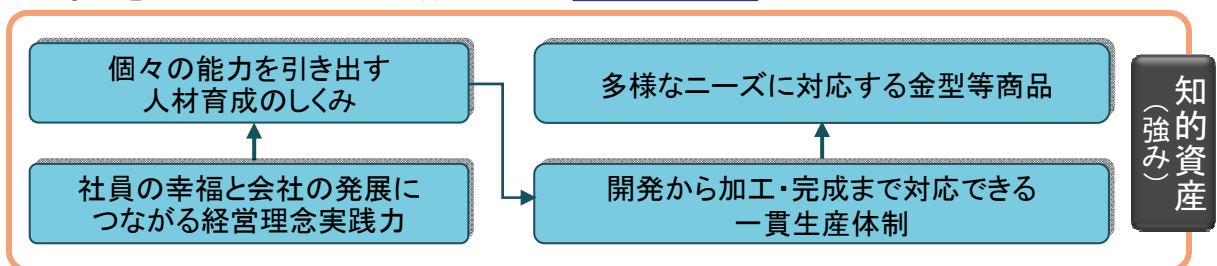 個々の能力を引き出す
人材育成のしくみ
多様なニーズに対応する金型等商品
社員の幸福と会社の発展に
つながる経営理念実践力
開発から加工・完成まで対応できる
一貫生産体制
知的資産
（強み）